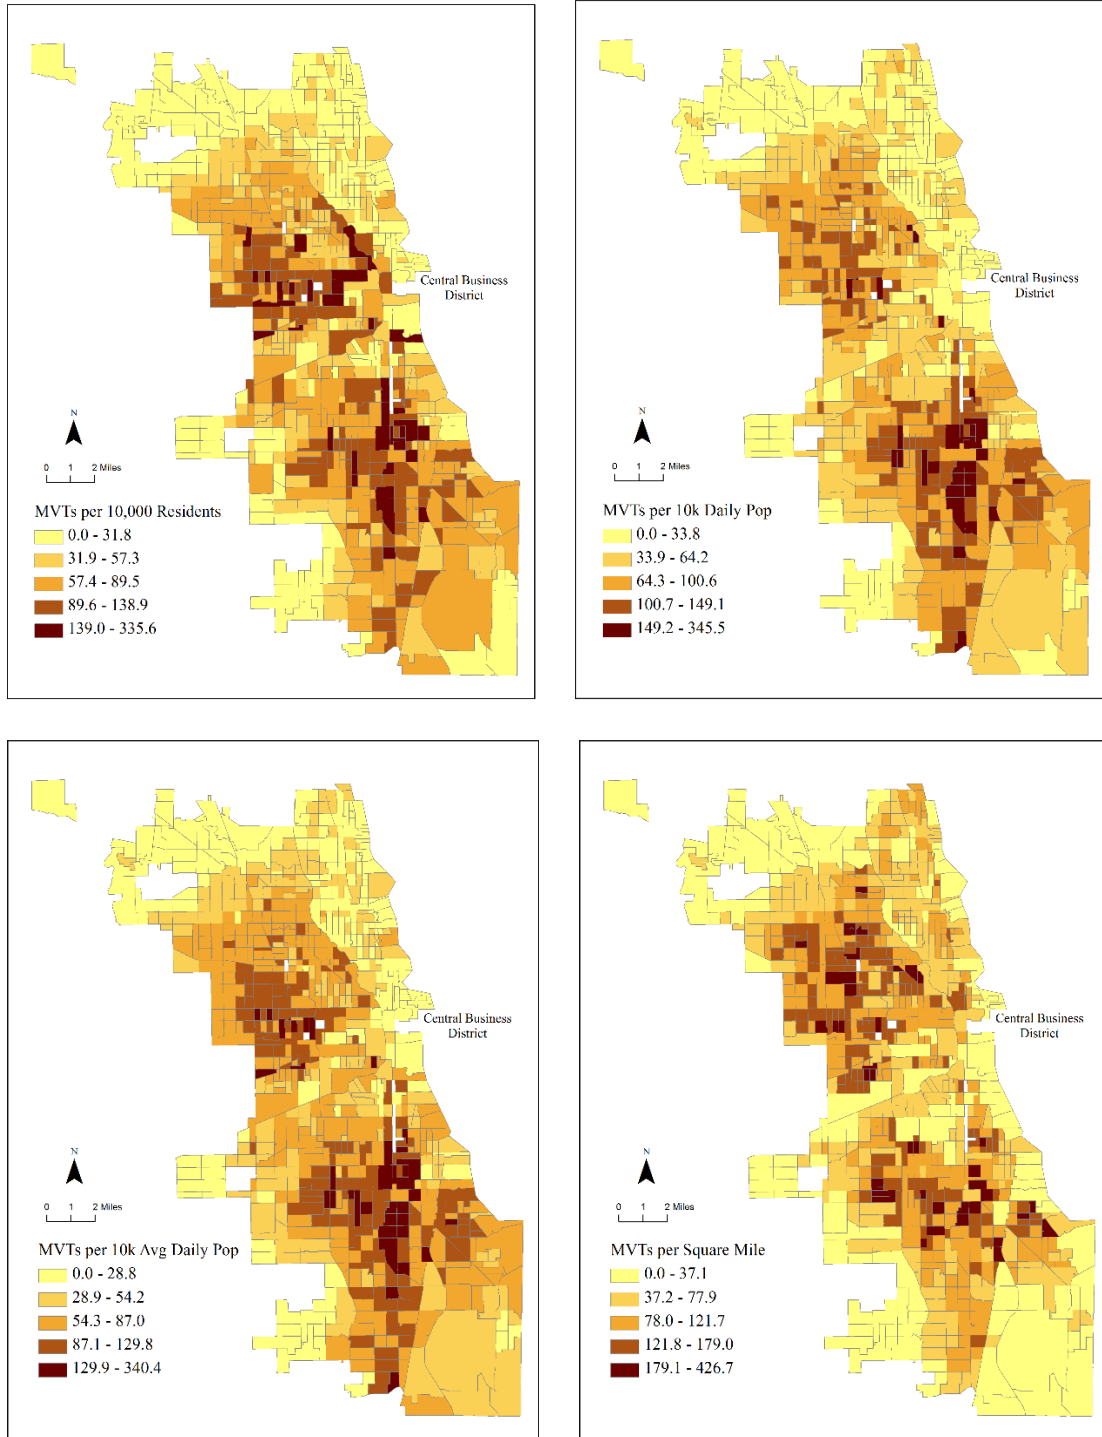 Central Business
District
N
0 1 2 Miles
MVTs per 10,000 Residents
0.0 - 31.8
31.9 - 57.3
57.4 - 89.5
89.6 - 138.9
139.0 - 335.6
Central Business
District
N
0 1 2 Miles
MVTs per 10k Daily Pop
0.0 - 33.8
33.9 - 64.2
64.3 - 100.6
100.7 - 149.1
149.2 - 345.5
Central Business
District
N
0 1 2 Miles
MVTs per 10k Avg Daily Pop
0.0 - 28.8
28.9 - 54.2
54.3 - 87.0
87.1 - 129.8
129.9 - 340.4
Central Business
District
N
0 1 2 Miles
MVTs per Square Mile
0.0 - 37.1
37.2 - 77.9
78.0 - 121.7
121.8 - 179.0
179.1 - 426.7